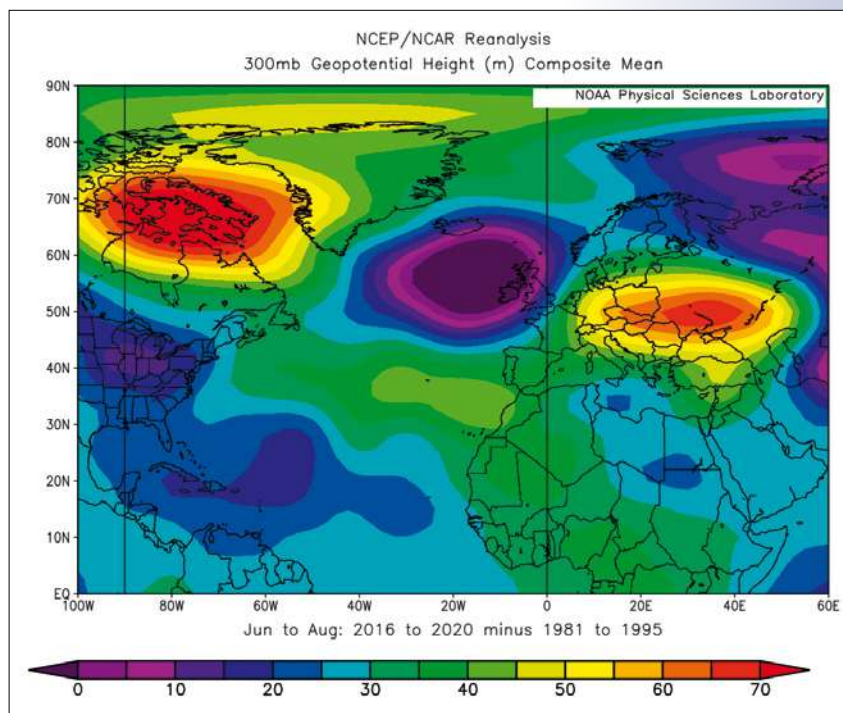 NCEP/NCAR Reanalysis
300mb Geopotential Height (m) Composite Mean
NOAA Physical Sciences Laboratory
90N
80N
70N
60N
50N
40N
30N
20N
10N
EQ
100W 80W 60W 40W 20W 0 20E 40E 60E
Jun to Aug: 2016 to 2020 minus 1981 to 1995
0 10 20 30 40 50 60 70